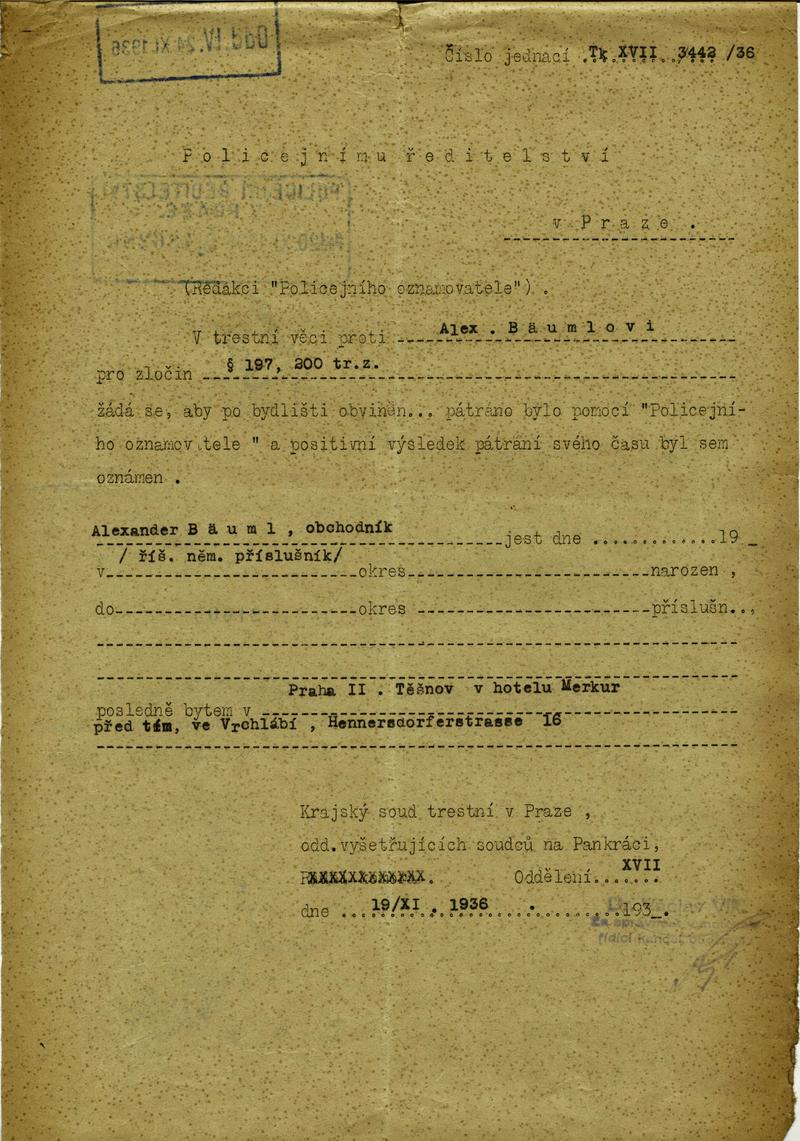 Odd IV. 24 XI. 1936
Číslo jednací .Tk.XVII..3442 /36
Policejnímu ředitelství
v Praze.
(Redakci "Policejního oznamovatele") .
V trestní věci proti Alex . Bäumlovi
pro zločin § 197, 200 tr.z.
žádá se, aby po bydlišti obviněn... pátráno bylo pomocí "Policejní-
ho oznamov tele " a positivní výsledek pátrání svého času byl sem
oznámen .
Alexander Bäuml, obchodník jest dne ..............19
/ říš. něm. příslušník/
v okres narozen ,
do okres příslušn..,
Praha II . Těšnov v hotelu Merkur
posledně bytem v
před tím, ve Vrchlábí , Hennersdorferstrasse 16
Krajský soud trestní v Praze ,
odd.vyšetřujících soudců na Pankráci,
XVII
Oddělení.......
dne ..19/XI . 1936 ..........193_.